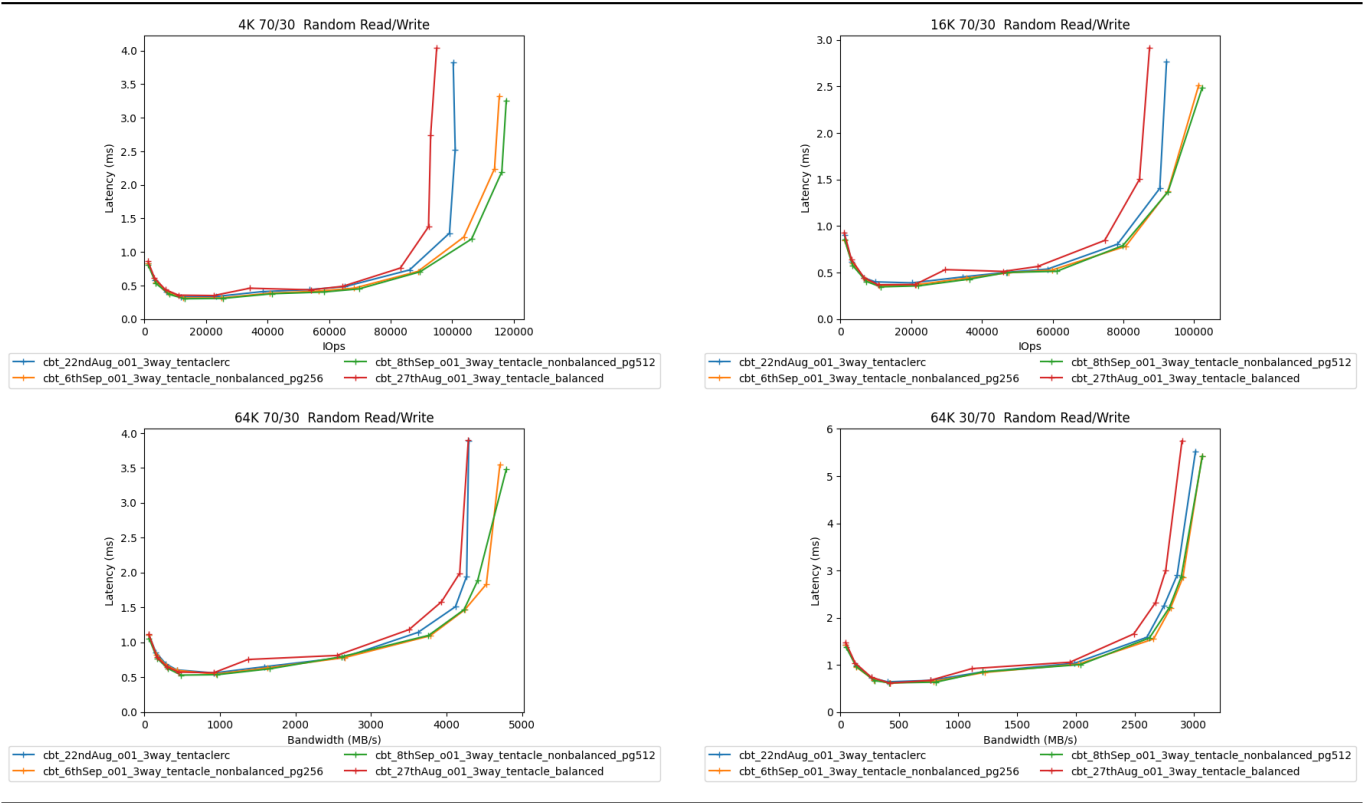 4K 70/30 Random Read/Write
4.0
3.5
3.0
2.5
2.0
1.5
1.0
0.5
0.0
Latency (ms)
0 20000 40000 60000 80000 100000 120000
IOps
cbt_22ndAug_o01_3way_tentaclerc cbt_8thSep_o01_3way_tentacle_nonbalanced_pg512
cbt_6thSep_o01_3way_tentacle_nonbalanced_pg256 cbt_27thAug_o01_3way_tentacle_balanced
16K 70/30 Random Read/Write
3.0
2.5
2.0
1.5
1.0
0.5
0.0
Latency (ms)
0 20000 40000 60000 80000 100000
IOps
cbt_22ndAug_o01_3way_tentaclerc cbt_8thSep_o01_3way_tentacle_nonbalanced_pg512
cbt_6thSep_o01_3way_tentacle_nonbalanced_pg256 cbt_27thAug_o01_3way_tentacle_balanced
64K 70/30 Random Read/Write
4.0
3.5
3.0
2.5
2.0
1.5
1.0
0.5
0.0
Latency (ms)
0 1000 2000 3000 4000 5000
Bandwidth (MB/s)
cbt_22ndAug_o01_3way_tentaclerc cbt_8thSep_o01_3way_tentacle_nonbalanced_pg512
cbt_6thSep_o01_3way_tentacle_nonbalanced_pg256 cbt_27thAug_o01_3way_tentacle_balanced
64K 30/70 Random Read/Write
6
5
4
3
2
1
0
Latency (ms)
0 500 1000 1500 2000 2500 3000
Bandwidth (MB/s)
cbt_22ndAug_o01_3way_tentaclerc cbt_8thSep_o01_3way_tentacle_nonbalanced_pg512
cbt_6thSep_o01_3way_tentacle_nonbalanced_pg256 cbt_27thAug_o01_3way_tentacle_balanced